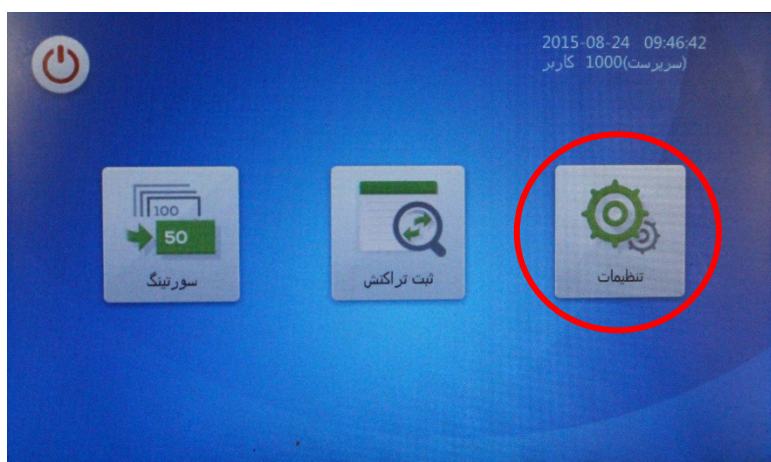 2015-08-24 09:46:42
(سرپرست)1000 کاربر
100
50
سورتینگ
ثبت تراکنش
تنظیمات